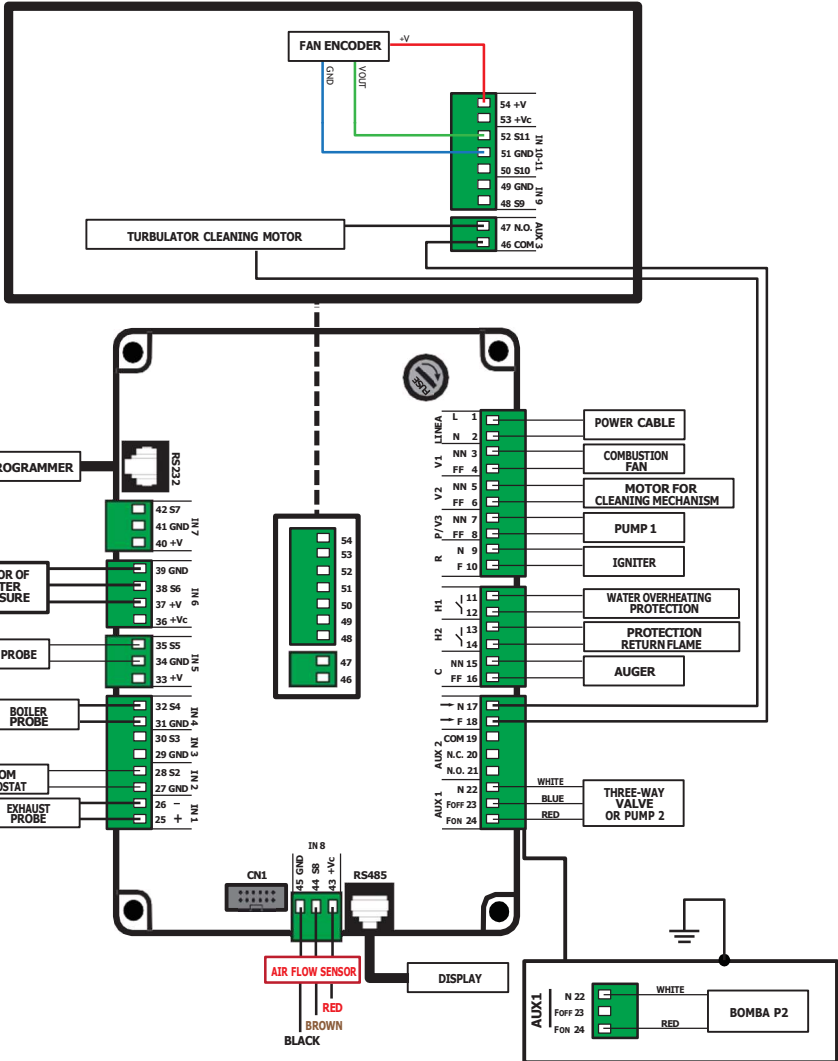 FAN ENCODER
+V
GND
VOUT
54 +V
53 +Vc
52 S11
51 GND
50 S10
49 GND
48 S9
IN 10-11
IN 9
TURBULATOR CLEANING MOTOR
47 N.O.
46 COM
AUX 3
FUSE
ROGRAMMER
RS232
42 S7
41 GND
40 +V
IN 7
OR OF
TER
SURE
39 GND
38 S6
37 +V
36 +Vc
IN 6
PROBE
35 S5
34 GND
33 +V
IN 5
BOILER
PROBE
32 S4
31 GND
IN 4
30 S3
29 GND
IN 3
OM
OSTAT
28 S2
27 GND
IN 2
EXHAUST
PROBE
26 –
25 +
IN 1
54
53
52
51
50
49
48
47
46
LINEA
L 1
N 2
POWER CABLE
V1
NN 3
FF 4
COMBUSTION
FAN
V2
NN 5
FF 6
MOTOR FOR
CLEANING MECHANISM
P/V3
NN 7
FF 8
PUMP 1
R
N 9
F 10
IGNITER
H1
11
12
WATER OVERHEATING
PROTECTION
H2
13
14
PROTECTION
RETURN FLAME
C
NN 15
FF 16
AUGER
N 17
F 18
AUX 2
COM 19
N.C. 20
N.O. 21
AUX 1
N 22
FOFF 23
FON 24
WHITE
BLUE
RED
THREE-WAY
VALVE
OR PUMP 2
CN1
IN 8
45 GND
44 S8
43 +Vc
RS485
AIR FLOW SENSOR
RED
BROWN
BLACK
DISPLAY
AUX1
N 22
FOFF 23
FON 24
WHITE
RED
BOMBA P2